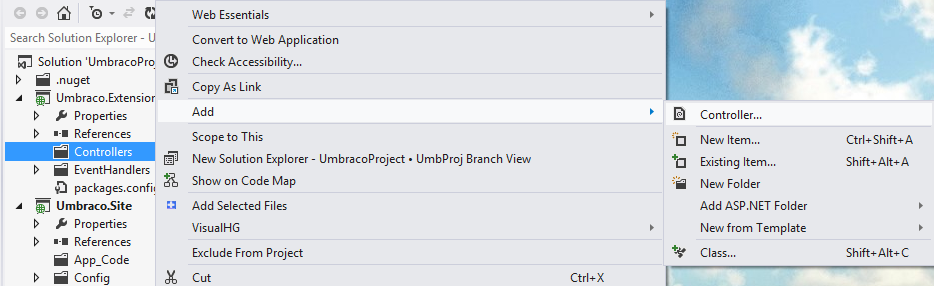 Search Solution Explorer - U
Solution 'UmbracoProj
.nuget
Umbraco.Extension
Properties
References
Controllers
EventHandlers
packages.config
Umbraco.Site
Properties
References
App_Code
Config
Web Essentials
Convert to Web Application
Check Accessibility...
Copy As Link
Add
Scope to This
New Solution Explorer - UmbracoProject • UmbProj Branch View
Show on Code Map
Add Selected Files
VisualHG
Exclude From Project
Cut Ctrl+X
Controller...
New Item... Ctrl+Shift+A
Existing Item... Shift+Alt+A
New Folder
Add ASP.NET Folder
New from Template
Class... Shift+Alt+C